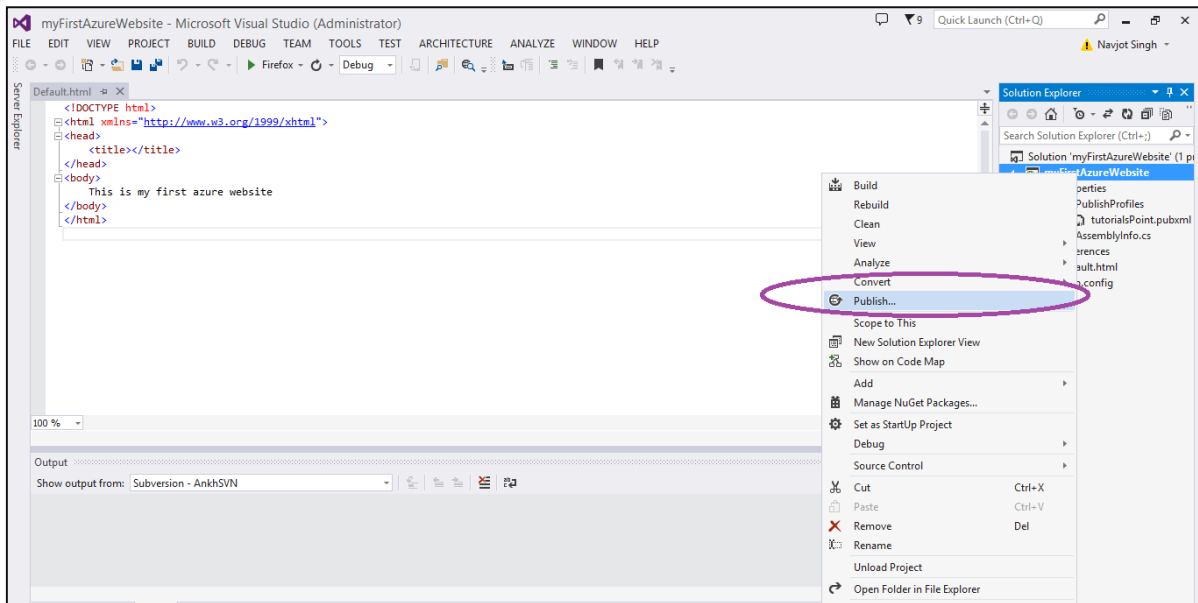 myFirstAzureWebsite - Microsoft Visual Studio (Administrator)
9
Quick Launch (Ctrl+Q)
FILE EDIT VIEW PROJECT BUILD DEBUG TEAM TOOLS TEST ARCHITECTURE ANALYZE WINDOW HELP
Navjot Singh
Firefox
Debug
Server Explorer
Default.html
<!DOCTYPE html>
<html xmlns="http://www.w3.org/1999/xhtml">
<head>
<title></title>
</head>
<body>
This is my first azure website
</body>
</html>
100 %
Output
Show output from: Subversion - AnkhSVN
Solution Explorer
Search Solution Explorer (Ctrl+;)
Solution 'myFirstAzureWebsite' (1
myFirstAzureWebsite
perties
PublishProfiles
tutorialsPoint.pubxml
AssemblyInfo.cs
erences
ault.html
.config
Build
Rebuild
Clean
View
Analyze
Convert
Publish...
Scope to This
New Solution Explorer View
Show on Code Map
Add
Manage NuGet Packages...
Set as StartUp Project
Debug
Source Control
Cut Ctrl+X
Paste Ctrl+V
Remove Del
Rename
Unload Project
Open Folder in File Explorer